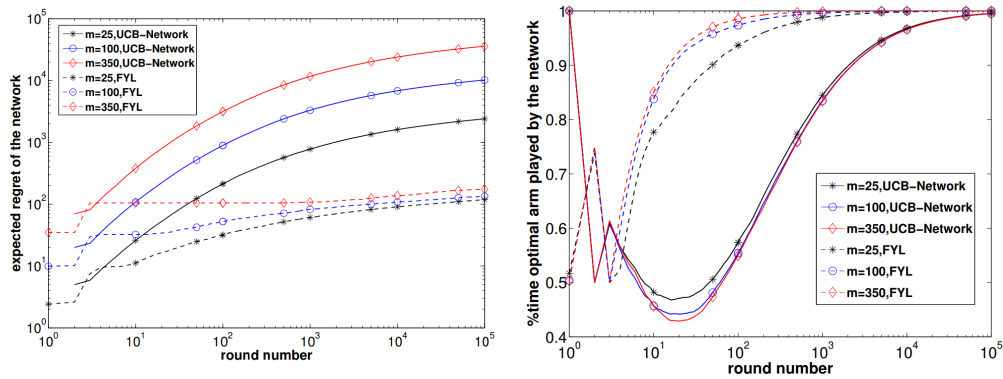 expected regret of the network
10^5
10^4
10^3
10^2
10^1
10^0
m=25,UCB−Network
m=100,UCB−Network
m=350,UCB−Network
m=25,FYL
m=100,FYL
m=350,FYL
10^0 10^1 10^2 10^3 10^4 10^5
round number
%time optimal arm played by the network
1
0.9
0.8
0.7
0.6
0.5
0.4
m=25,UCB−Network
m=100,UCB−Network
m=350,UCB−Network
m=25,FYL
m=100,FYL
m=350,FYL
10^0 10^1 10^2 10^3 10^4 10^5
round number